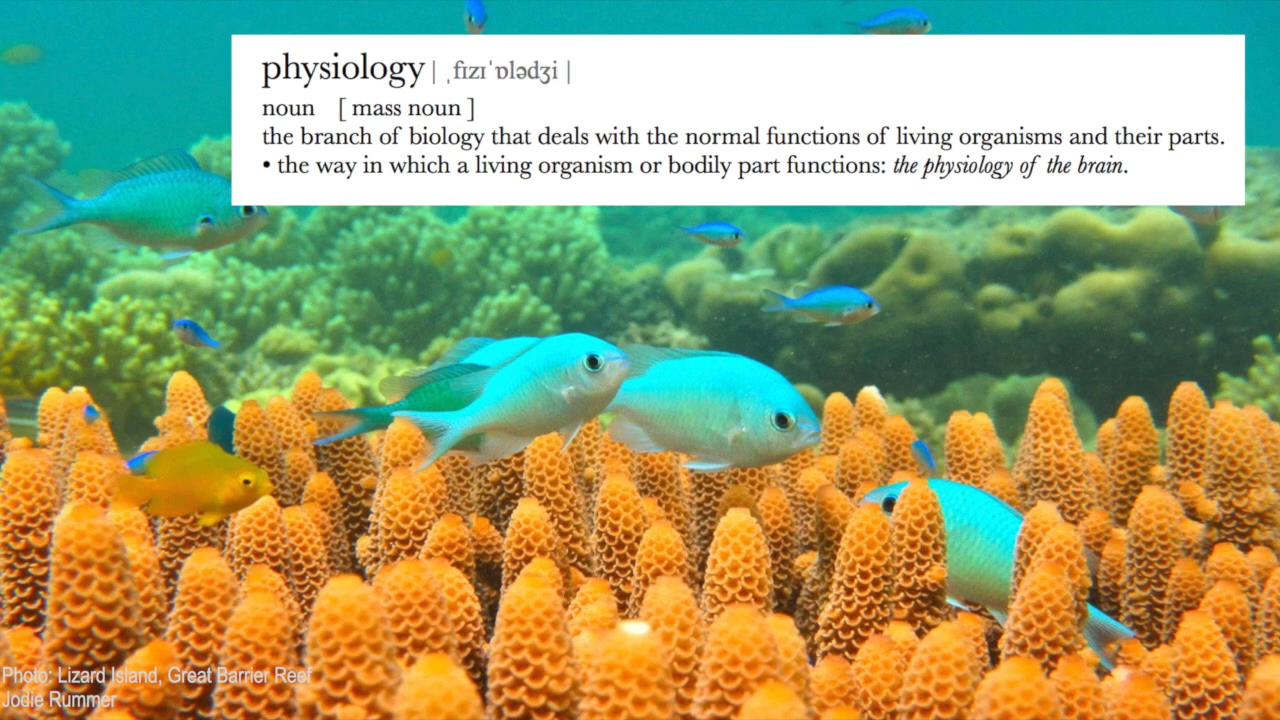 physiology | ˌfɪzɪˈɒlədʒi |
noun [ mass noun ]
the branch of biology that deals with the normal functions of living organisms and their parts.
• the way in which a living organism or bodily part functions: the physiology of the brain.
Photo: Lizard Island, Great Barrier Reef
Jodie Rummer